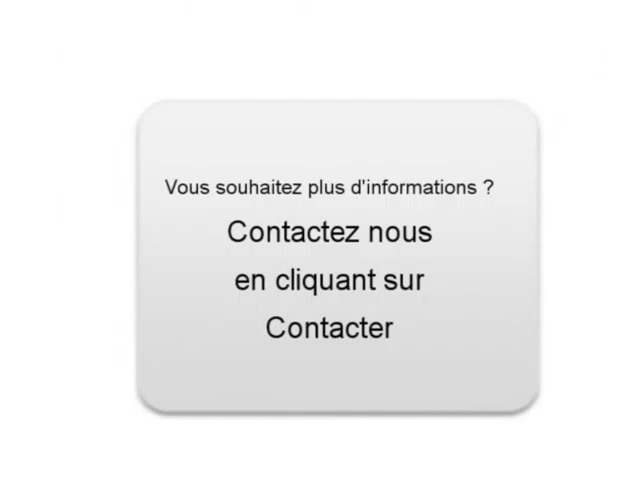 Vous souhaitez plus d'informations ?
Contactez nous
en cliquant sur
Contacter